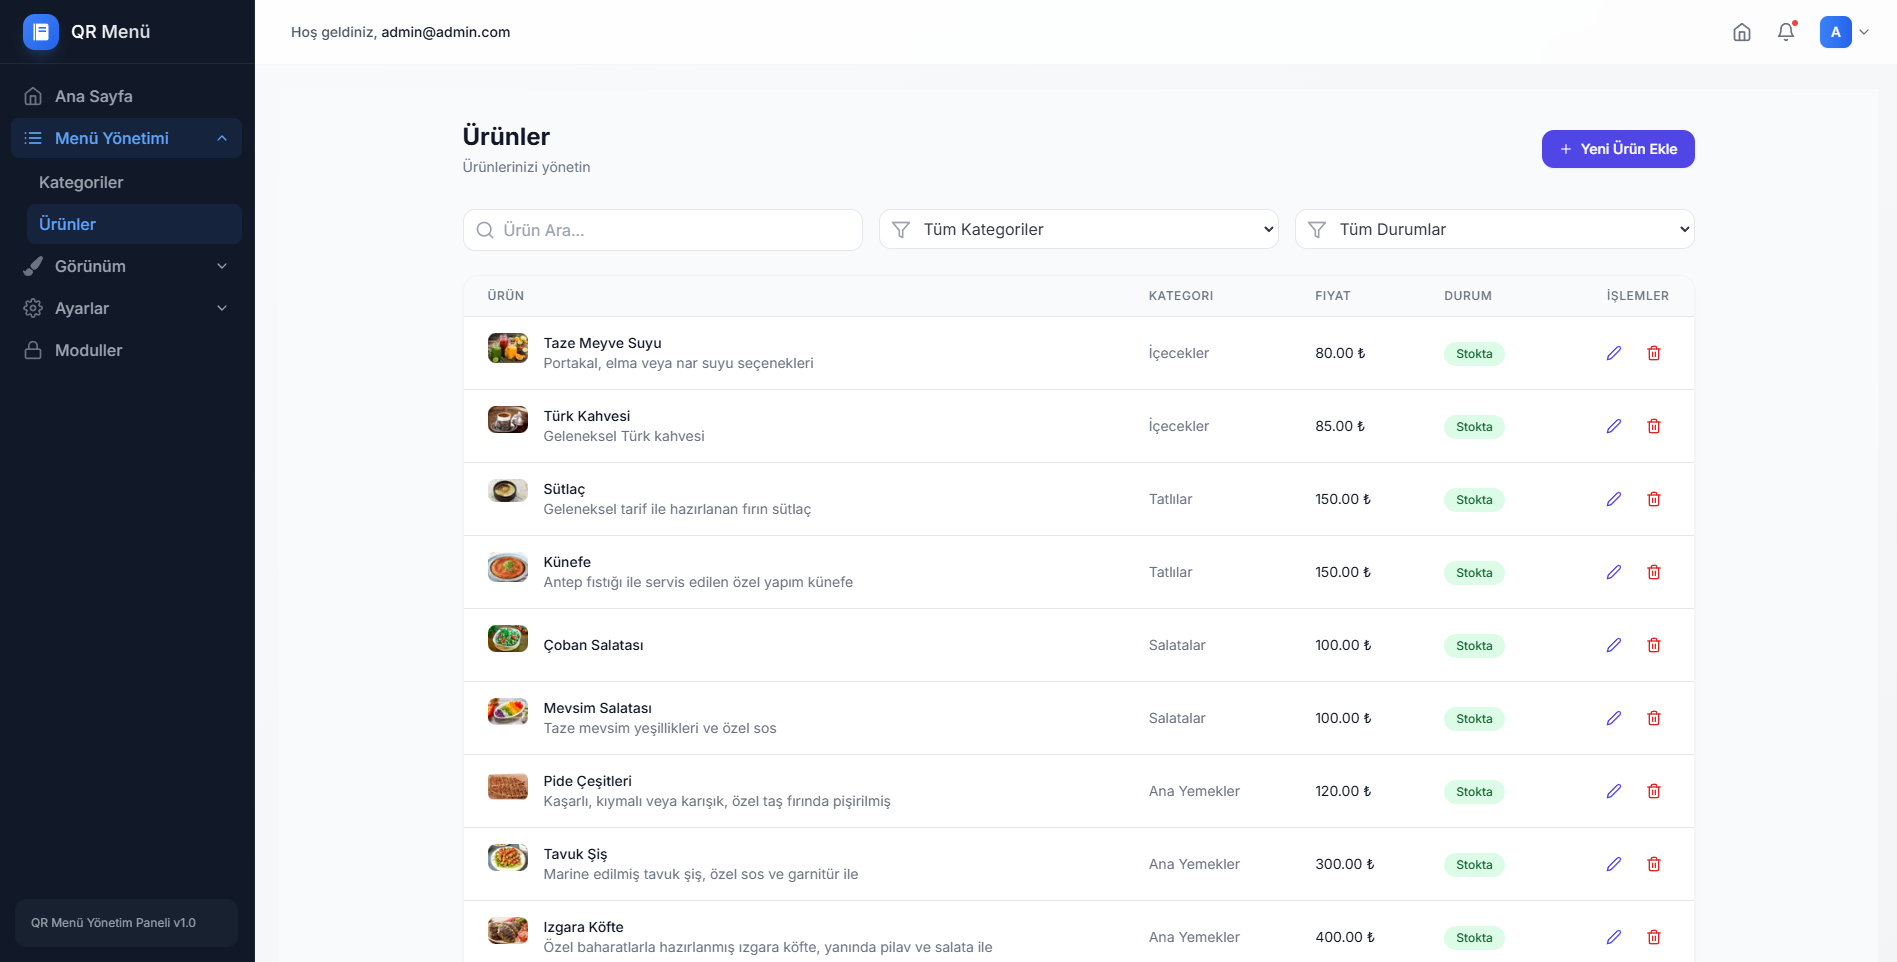 QR Menü
Hoş geldiniz, admin@admin.com
A
Ana Sayfa
Menü Yönetimi
Kategoriler
Ürünler
Görünüm
Ayarlar
Moduller
QR Menü Yönetim Paneli v1.0
Ürünler
Ürünlerinizi yönetin
+ Yeni Ürün Ekle
Ürün Ara...
Tüm Kategoriler
Tüm Durumlar
ÜRÜN KATEGORI FIYAT DURUM İŞLEMLER
Taze Meyve Suyu
Portakal, elma veya nar suyu seçenekleri
İçecekler 80.00 ₺ Stokta
Türk Kahvesi
Geleneksel Türk kahvesi
İçecekler 85.00 ₺ Stokta
Sütlaç
Geleneksel tarif ile hazırlanan fırın sütlaç
Tatlılar 150.00 ₺ Stokta
Künefe
Antep fıstığı ile servis edilen özel yapım künefe
Tatlılar 150.00 ₺ Stokta
Çoban Salatası
Salatalar 100.00 ₺ Stokta
Mevsim Salatası
Taze mevsim yeşillikleri ve özel sos
Salatalar 100.00 ₺ Stokta
Pide Çeşitleri
Kaşarlı, kıymalı veya karışık, özel taş fırında pişirilmiş
Ana Yemekler 120.00 ₺ Stokta
Tavuk Şiş
Marine edilmiş tavuk şiş, özel sos ve garnitür ile
Ana Yemekler 300.00 ₺ Stokta
Izgara Köfte
Özel baharatlarla hazırlanmış ızgara köfte, yanında pilav ve salata ile
Ana Yemekler 400.00 ₺ Stokta